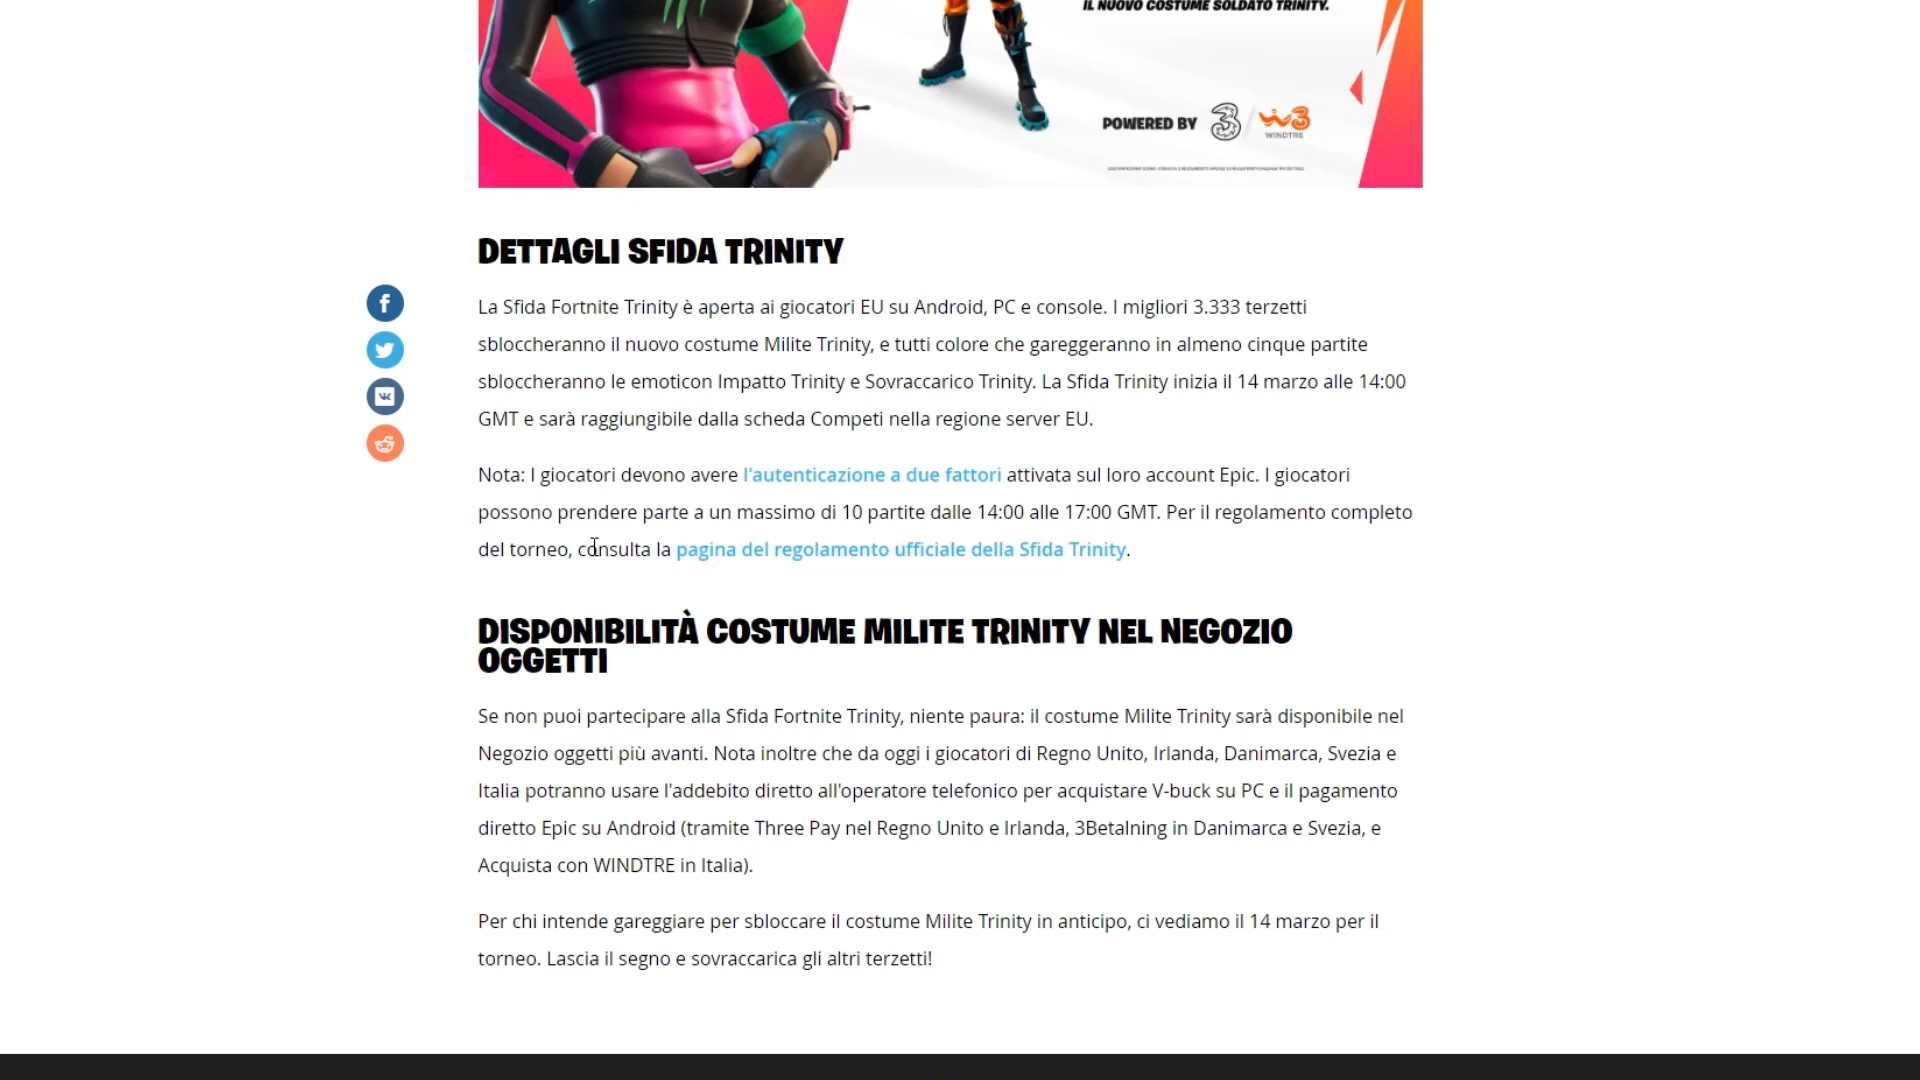 IL NUOVO COSTUME SOLDATO TRINITY.
POWERED BY 3 W3
WINDTRE
DETTAGLI SFIDA TRINITY
La Sfida Fortnite Trinity è aperta ai giocatori EU su Android, PC e console. I migliori 3.333 terzetti
sbloccheranno il nuovo costume Milite Trinity, e tutti colore che gareggeranno in almeno cinque partite
sbloccheranno le emoticon Impatto Trinity e Sovraccarico Trinity. La Sfida Trinity inizia il 14 marzo alle 14:00
GMT e sarà raggiungibile dalla scheda Competi nella regione server EU.
Nota: I giocatori devono avere l'autenticazione a due fattori attivata sul loro account Epic. I giocatori
possono prendere parte a un massimo di 10 partite dalle 14:00 alle 17:00 GMT. Per il regolamento completo
del torneo, consulta la pagina del regolamento ufficiale della Sfida Trinity.
DISPONIBILITÀ COSTUME MILITE TRINITY NEL NEGOZIO
OGGETTI
Se non puoi partecipare alla Sfida Fortnite Trinity, niente paura: il costume Milite Trinity sarà disponibile nel
Negozio oggetti più avanti. Nota inoltre che da oggi i giocatori di Regno Unito, Irlanda, Danimarca, Svezia e
Italia potranno usare l'addebito diretto all'operatore telefonico per acquistare V-buck su PC e il pagamento
diretto Epic su Android (tramite Three Pay nel Regno Unito e Irlanda, 3Betalning in Danimarca e Svezia, e
Acquista con WINDTRE in Italia).
Per chi intende gareggiare per sbloccare il costume Milite Trinity in anticipo, ci vediamo il 14 marzo per il
torneo. Lascia il segno e sovraccarica gli altri terzetti!